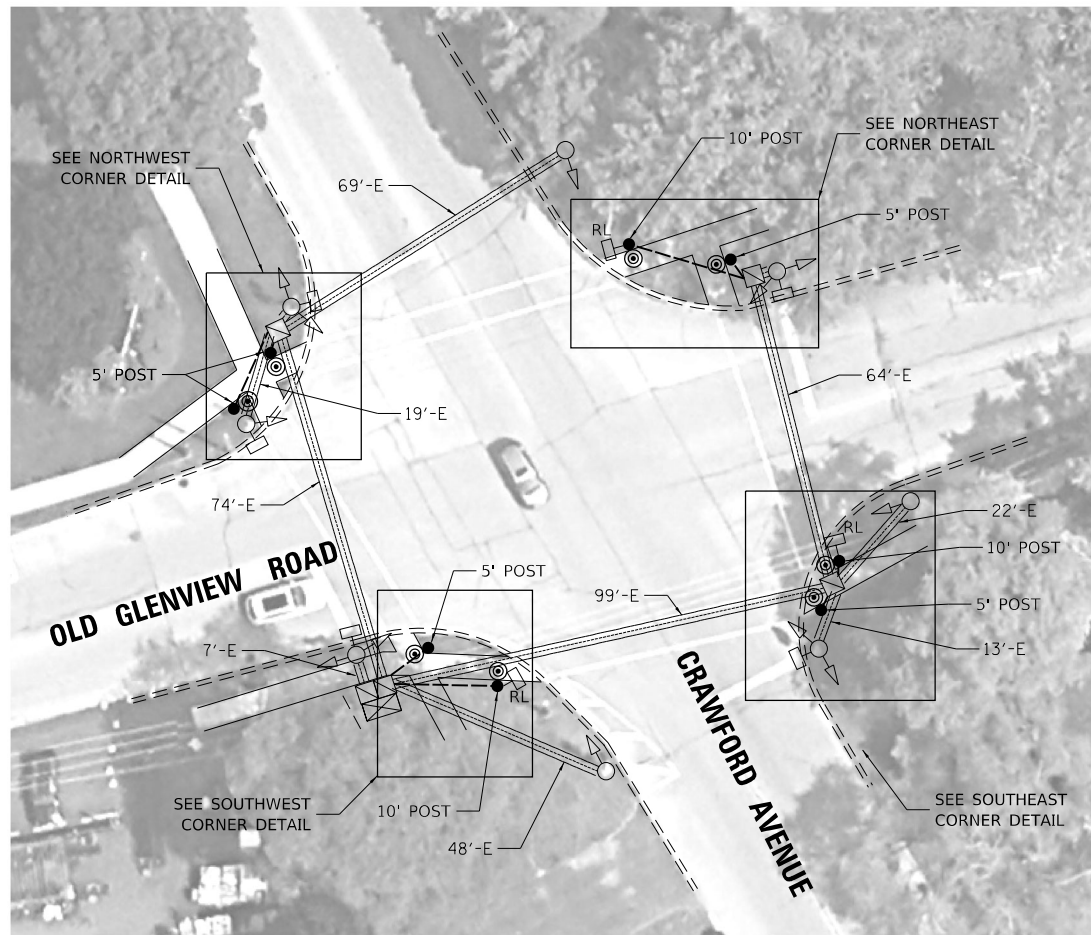 10' POST
SEE NORTHEAST
CORNER DETAIL
SEE NORTHWEST
CORNER DETAIL
69'-E
5' POST
RL
64'-E
5' POST
19'-E
74'-E
22'-E
RL
10' POST
OLD GLENVIEW ROAD
5' POST
99'-E
5' POST
7'-E
13'-E
RL
CRAWFORD AVENUE
SEE SOUTHWEST
CORNER DETAIL
10' POST
48'-E
SEE SOUTHEAST
CORNER DETAIL